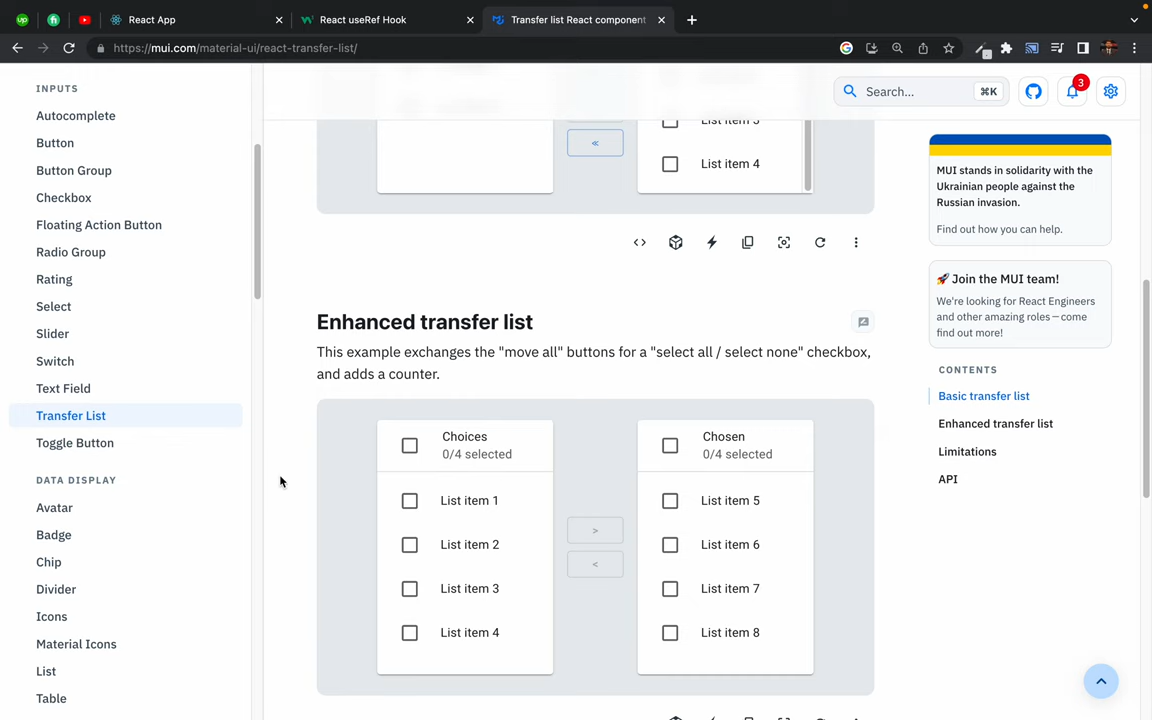 up
fi
React App
React useRef Hook
Transfer list React component
https://mui.com/material-ui/react-transfer-list/
INPUTS
Autocomplete
Button
Button Group
Checkbox
Floating Action Button
Radio Group
Rating
Select
Slider
Switch
Text Field
Transfer List
Toggle Button
DATA DISPLAY
Avatar
Badge
Chip
Divider
Icons
Material Icons
List
Table
Search...
⌘K
3
List item 3
List item 4
Enhanced transfer list
This example exchanges the "move all" buttons for a "select all / select none" checkbox,
and adds a counter.
Choices
0/4 selected
List item 1
List item 2
List item 3
List item 4
Chosen
0/4 selected
List item 5
List item 6
List item 7
List item 8
MUI stands in solidarity with the
Ukrainian people against the
Russian invasion.
Find out how you can help.
🚀 Join the MUI team!
We're looking for React Engineers
and other amazing roles—come
find out more!
CONTENTS
Basic transfer list
Enhanced transfer list
Limitations
API